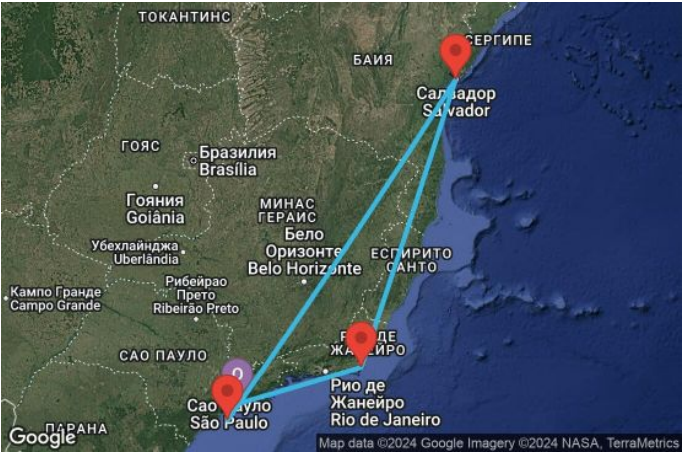 ТОКАНТИНС
СЕРГИПЕ
БАИЯ
Салвадор
Salvador
ГОЯС
Бразилия
Brasília
Гояния
Goiânia
МИНАС
ГЕРАИС
Бело
Оризонте
Belo Horizonte
Убехлайнджа
Uberlândia
ЕСПИРИТО
САНТО
Рибейрао
Прето
Ribeirão Preto
Кампо Гранде
Campo Grande
САО ПАУЛО
ДЕ
ЖАНЕЙРО
Рио де
Жанейро
Rio de Janeiro
O
Сао Пауло
São Paulo
ПАРАНА
Google
Map data ©2024 Google Imagery ©2024 NASA, TerraMetrics